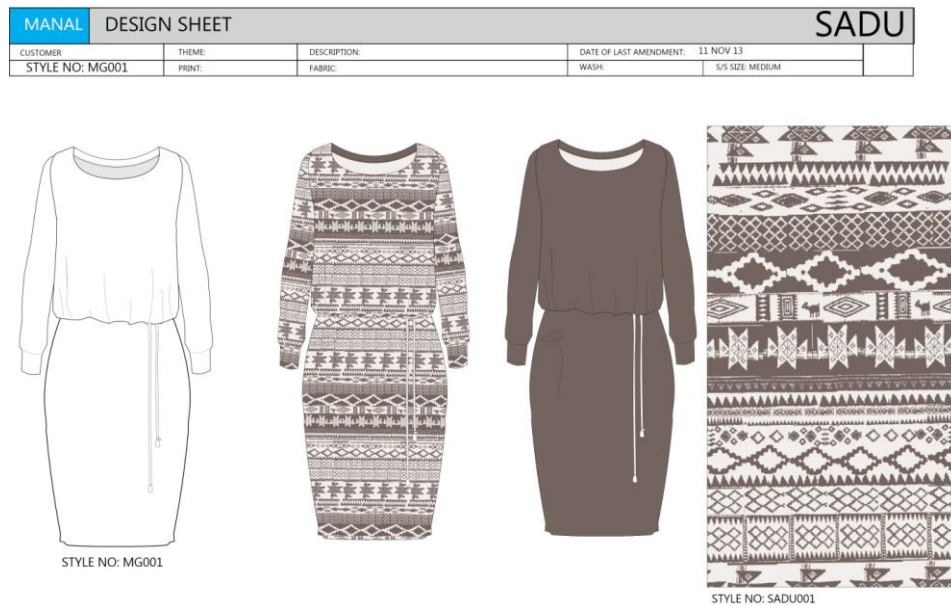 MANAL DESIGN SHEET SADU
CUSTOMER THEME: DESCRIPTION: DATE OF LAST AMENDMENT: 11 NOV 13
STYLE NO: MG001 PRINT: FABRIC: WASH: S/S SIZE: MEDIUM
STYLE NO: MG001
STYLE NO: SADU001